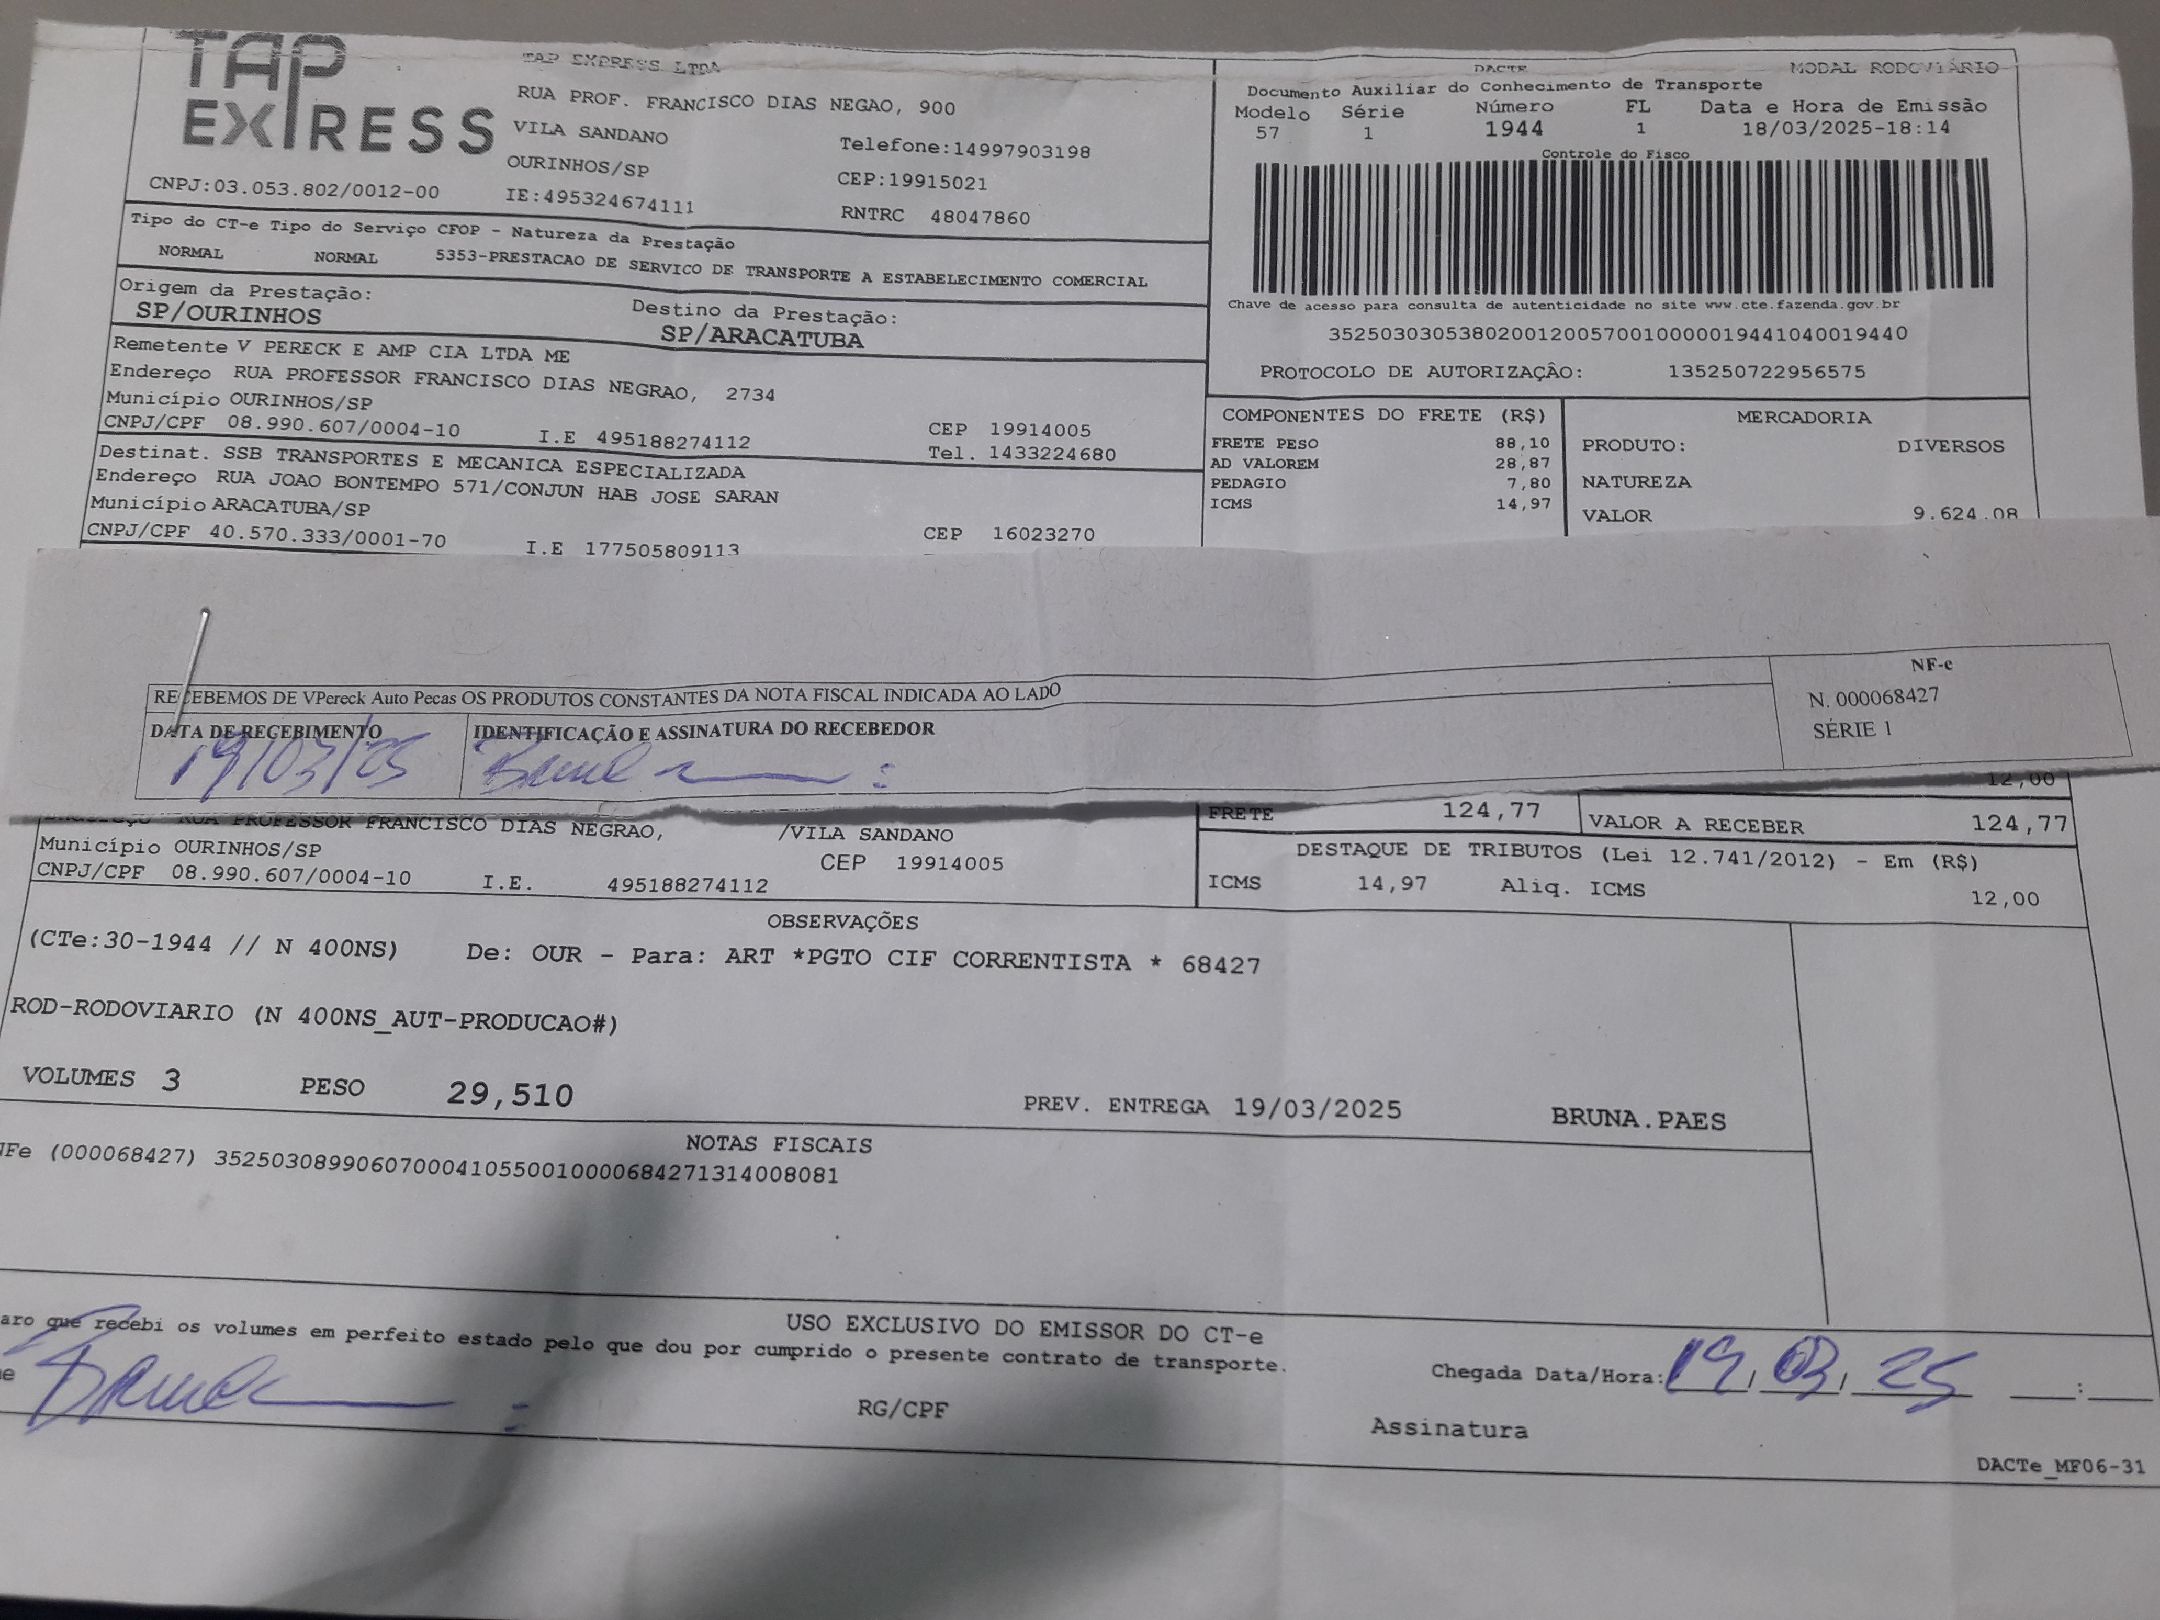 TAP EXPRESS
TAP EXPRESS LTDA
RUA PROF. FRANCISCO DIAS NEGAO, 900
VILA SANDANO
Telefone:14997903198
OURINHOS/SP
CEP:19915021
CNPJ:03.053.802/0012-00
IE:495324674111
RNTRC 48047860
DACTE
MODAL RODOVIÁRIO
Documento Auxiliar do Conhecimento de Transporte
Modelo Série Número FL Data e Hora de Emissão
57 1 1944 1 18/03/2025-18:14
Controle do Fisco
Chave de acesso para consulta de autenticidade no site www.cte.fazenda.gov.br
35250303053802001200570010000019441040019440
PROTOCOLO DE AUTORIZAÇÂO: 135250722956575
Tipo do CT-e Tipo do Serviço CFOP - Natureza da Prestação
NORMAL NORMAL 5353-PRESTACAO DE SERVICO DE TRANSPORTE A ESTABELECIMENTO COMERCIAL
Origem da Prestação: Destino da Prestação:
SP/OURINHOS SP/ARACATUBA
Remetente V PERECK E AMP CIA LTDA ME
Endereço RUA PROFESSOR FRANCISCO DIAS NEGRAO, 2734
Município OURINHOS/SP
CEP 19914005
CNPJ/CPF 08.990.607/0004-10 I.E 495188274112
Tel. 1433224680
Destinat. SSB TRANSPORTES E MECANICA ESPECIALIZADA
Endereço RUA JOAO BONTEMPO 571/CONJUN HAB JOSE SARAN
Município ARACATUBA/SP
CNPJ/CPF 40.570.333/0001-70 I.E 177505809113
CEP 16023270
COMPONENTES DO FRETE (R$)
FRETE PESO 88,10
AD VALOREM 28,87
PEDAGIO 7,80
ICMS 14,97
MERCADORIA
PRODUTO: DIVERSOS
NATUREZA
VALOR 9.624,08
RECEBEMOS DE VPereck Auto Pecas OS PRODUTOS CONSTANTES DA NOTA FISCAL INDICADA AO LADO
DATA DE RECEBIMENTO
19/03/25
IDENTIFICAÇÃO E ASSINATURA DO RECEBEDOR
NF-e
N. 000068427
SÉRIE 1
12,00
Endereço RUA PROFESSOR FRANCISCO DIAS NEGRAO, /VILA SANDANO
Município OURINHOS/SP CEP 19914005
CNPJ/CPF 08.990.607/0004-10 I.E. 495188274112
FRETE 124,77
VALOR A RECEBER 124,77
DESTAQUE DE TRIBUTOS (Lei 12.741/2012) - Em (R$)
ICMS 14,97 Aliq. ICMS 12,00
OBSERVAÇÕES
(CTe:30-1944 // N 400NS) De: OUR - Para: ART *PGTO CIF CORRENTISTA * 68427
ROD-RODOVIARIO (N 400NS_AUT-PRODUCAO#)
VOLUMES 3 PESO 29,510
PREV. ENTREGA 19/03/2025 BRUNA.PAES
NOTAS FISCAIS
NFe (000068427) 35250308990607000410550010000684271314008081
USO EXCLUSIVO DO EMISSOR DO CT-e
aro que recebi os volumes em perfeito estado pelo que dou por cumprido o presente contrato de transporte.
Chegada Data/Hora: 19/03/25 :
e
RG/CPF
Assinatura
DACTe_MF06-31